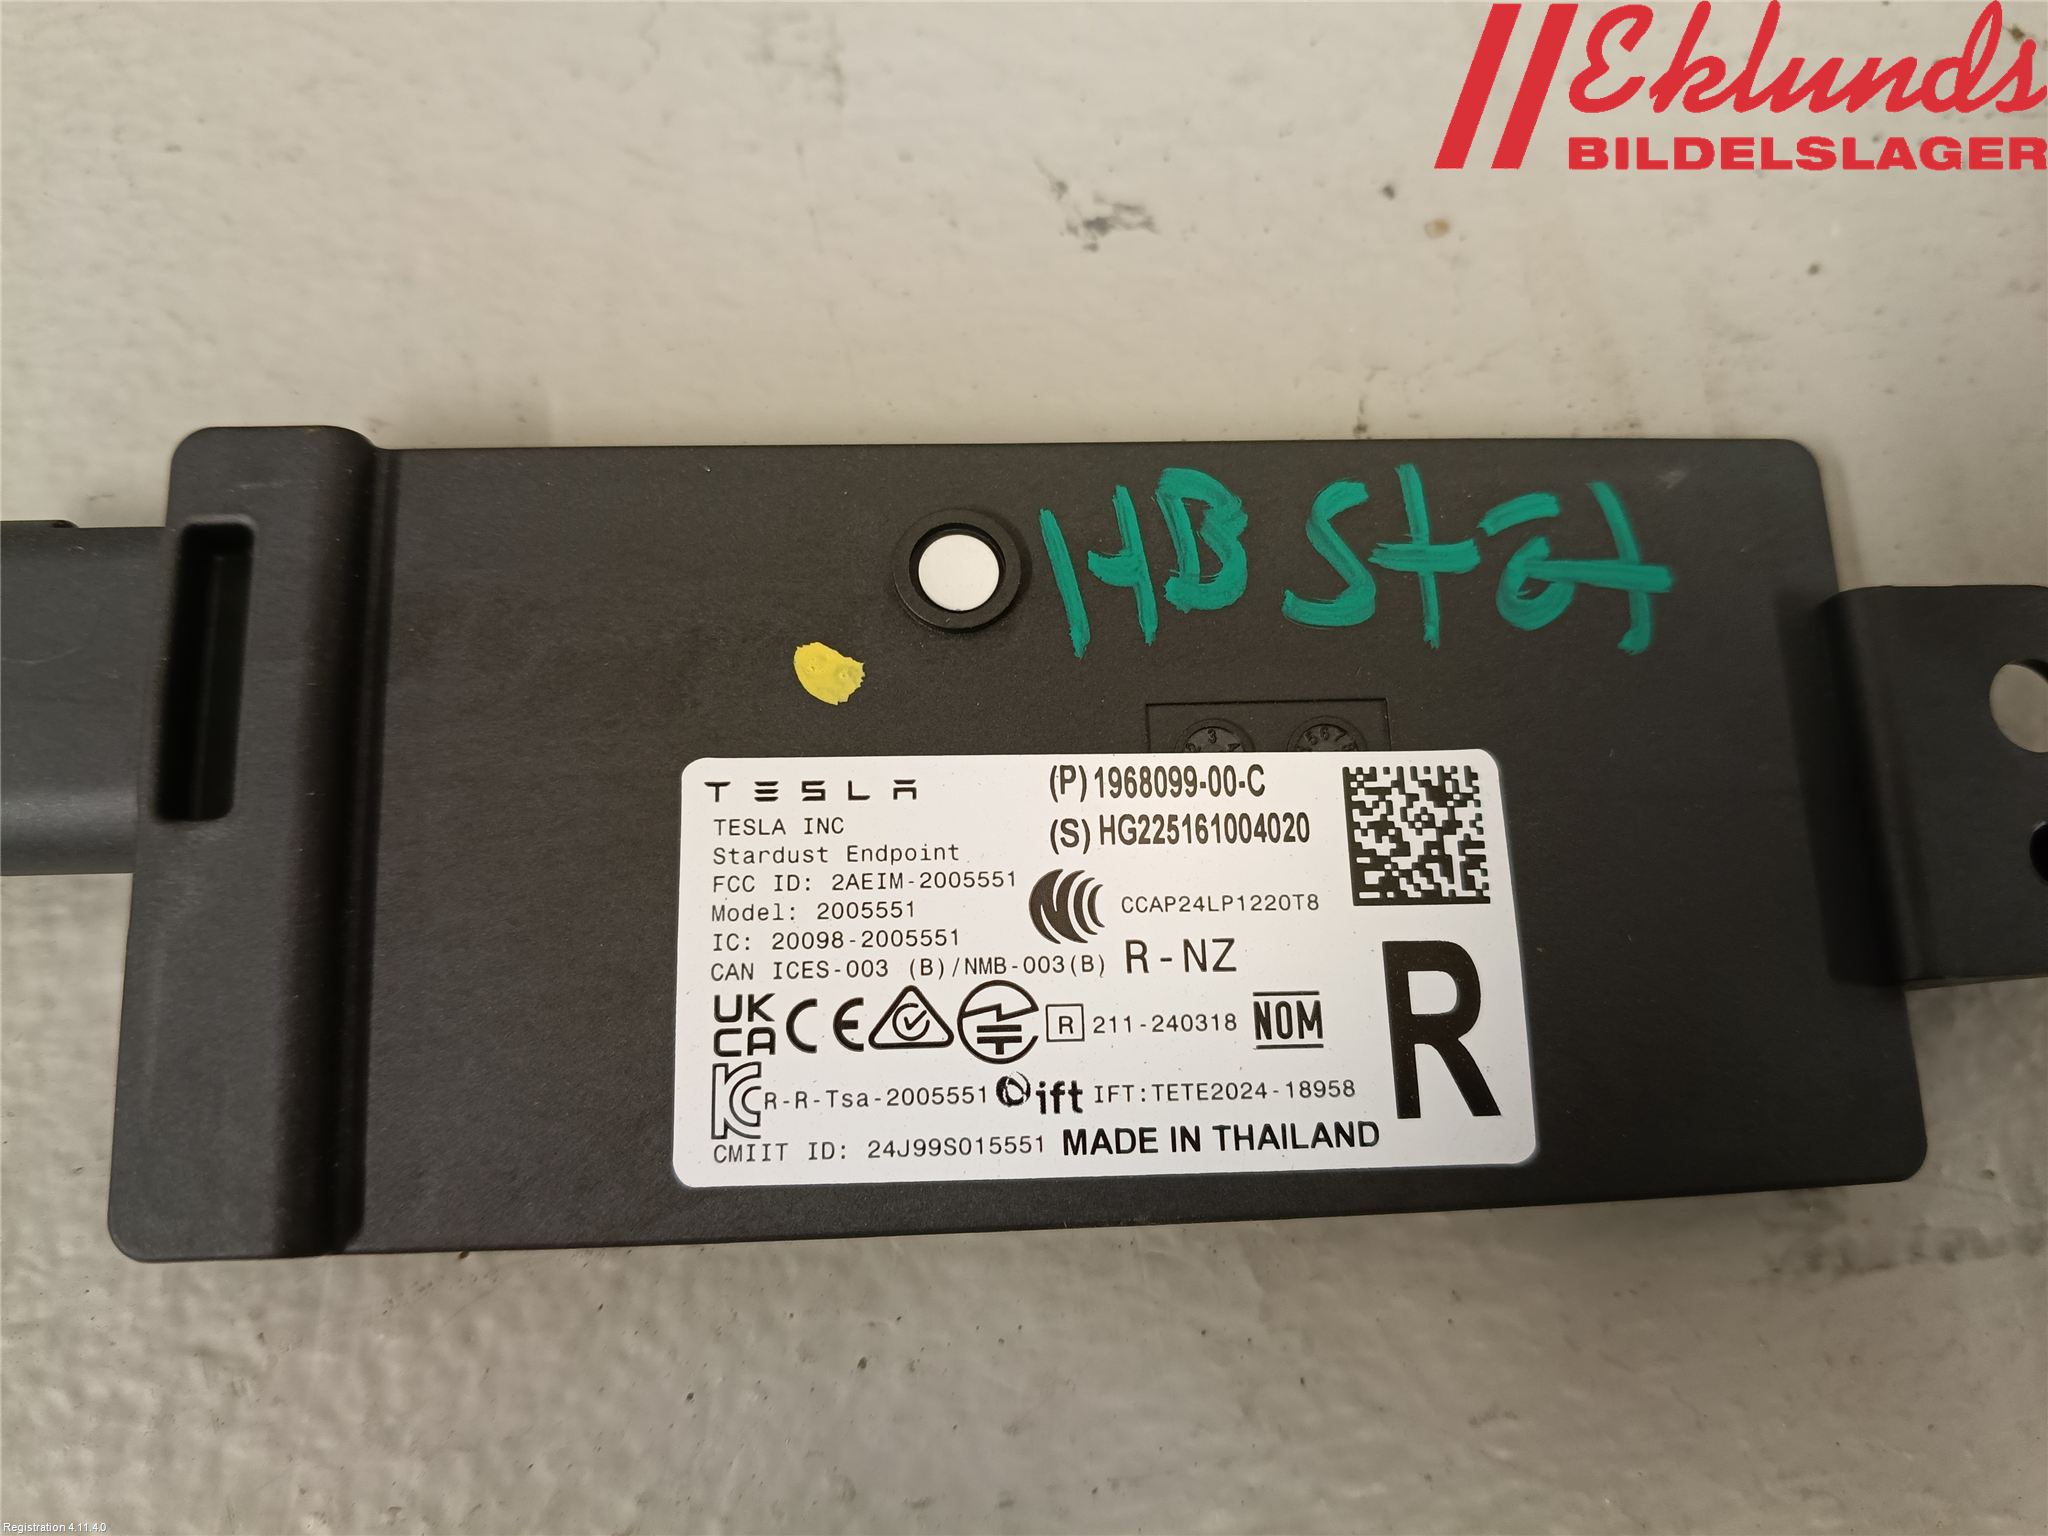 Eklunds
BILDELSLAGER
HB Stöt
TESLA
TESLA INC
Stardust Endpoint
FCC ID: 2AEIM-2005551
Model: 2005551
IC: 20098-2005551
CAN ICES-003 (B)/NMB-003(B)
(P) 1968099-00-C
(S) HG225161004020
CCAP24LP1220T8
R-NZ
UK
CA
CE
R 211-240318
NOM
R
R-R-Tsa-2005551
ift IFT:TETE2024-18958
CMIIT ID: 24J99S015551 MADE IN THAILAND
Registration 4.11.4.0